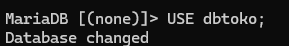 MariaDB [(none)]> USE dbtoko;
Database changed